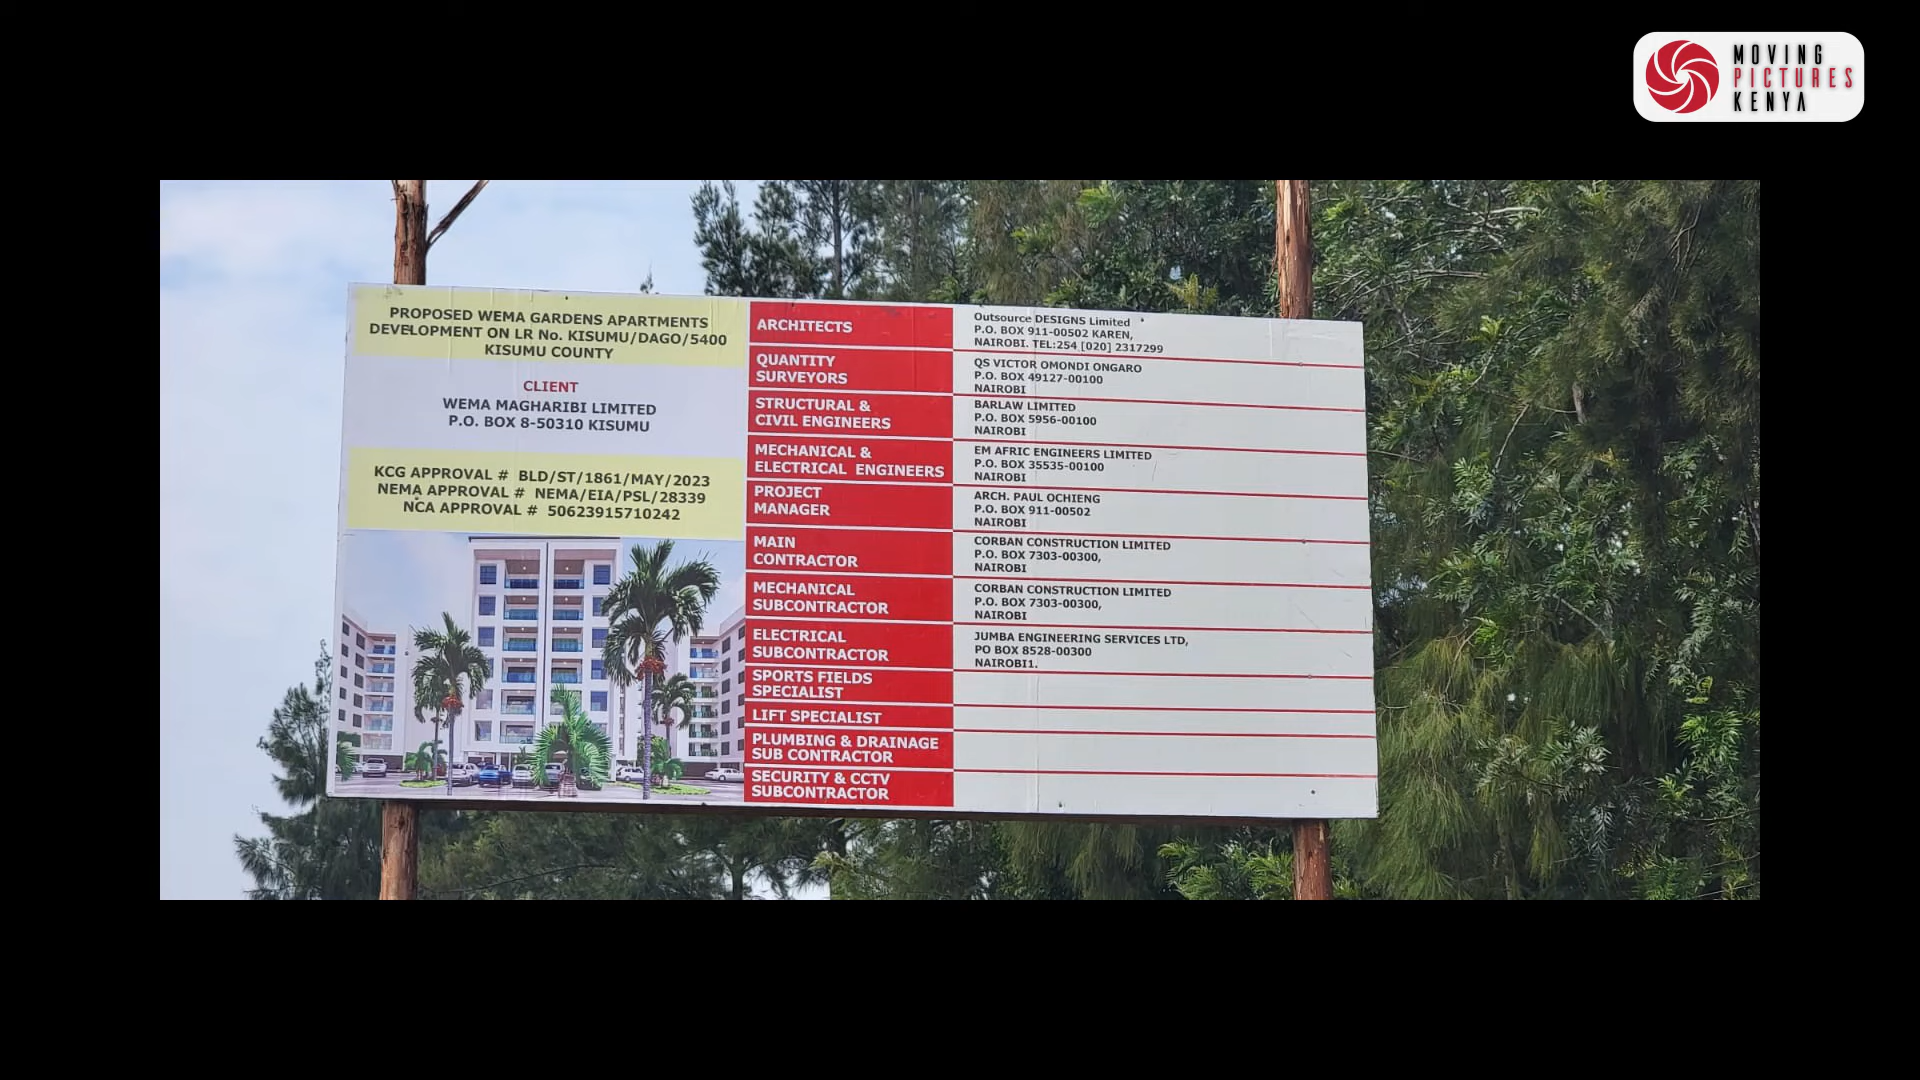 MOVING
PICTURES
KENYA
PROPOSED WEMA GARDENS APARTMENTS
DEVELOPMENT ON LR No. KISUMU/DAGO/5400
KISUMU COUNTY
CLIENT
WEMA MAGHARIBI LIMITED
P.O. BOX 8-50310 KISUMU
KCG APPROVAL # BLD/ST/1861/MAY/2023
NEMA APPROVAL # NEMA/EIA/PSL/28339
NCA APPROVAL # 50623915710242
ARCHITECTS
Outsource DESIGNS Limited
P.O. BOX 911-00502 KAREN,
NAIROBI. TEL:254 [020] 2317299
QUANTITY
SURVEYORS
QS VICTOR OMONDI ONGARO
P.O. BOX 49127-00100
NAIROBI
STRUCTURAL &
CIVIL ENGINEERS
BARLAW LIMITED
P.O. BOX 5956-00100
NAIROBI
MECHANICAL &
ELECTRICAL ENGINEERS
EM AFRIC ENGINEERS LIMITED
P.O. BOX 35535-00100
NAIROBI
PROJECT
MANAGER
ARCH. PAUL OCHIENG
P.O. BOX 911-00502
NAIROBI
MAIN
CONTRACTOR
CORBAN CONSTRUCTION LIMITED
P.O. BOX 7303-00300,
NAIROBI
MECHANICAL
SUBCONTRACTOR
CORBAN CONSTRUCTION LIMITED
P.O. BOX 7303-00300,
NAIROBI
ELECTRICAL
SUBCONTRACTOR
JUMBA ENGINEERING SERVICES LTD,
PO BOX 8528-00300
NAIROBI1.
SPORTS FIELDS
SPECIALIST
LIFT SPECIALIST
PLUMBING & DRAINAGE
SUB CONTRACTOR
SECURITY & CCTV
SUBCONTRACTOR